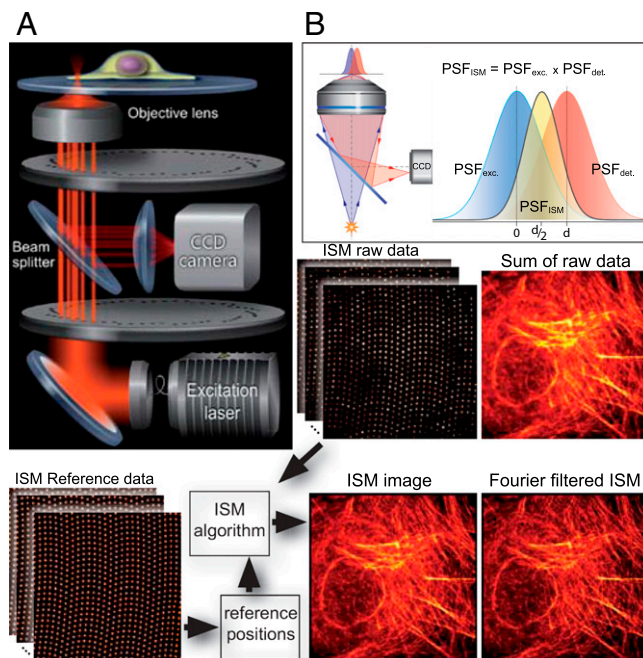 A
Objective lens
Beam
splitter
CCD
camera
Excitation
laser
B
PSF_ISM = PSF_exc. x PSF_det.
CCD
PSF_exc.
PSF_ISM
PSF_det.
0 d/2 d
ISM raw data
Sum of raw data
ISM Reference data
ISM
algorithm
reference
positions
ISM image
Fourier filtered ISM